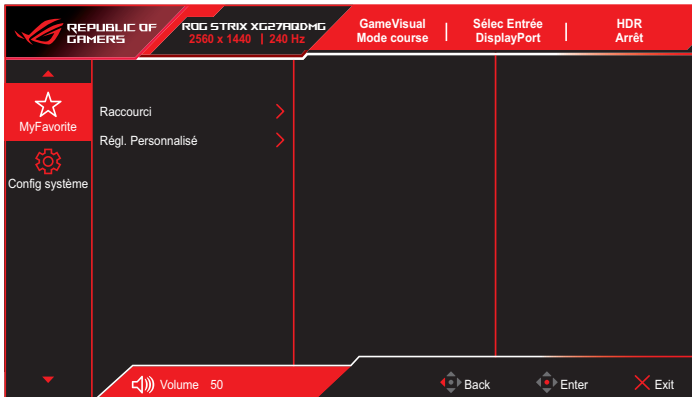 REPUBLIC OF
GAMERS
ROG STRIX XG27AQDMG
2560 x 1440 | 240 Hz
GameVisual
Mode course
Sélec Entrée
DisplayPort
HDR
Arrêt
MyFavorite
Config système
Raccourci
Régl. Personnalisé
Volume 50
Back
Enter
Exit